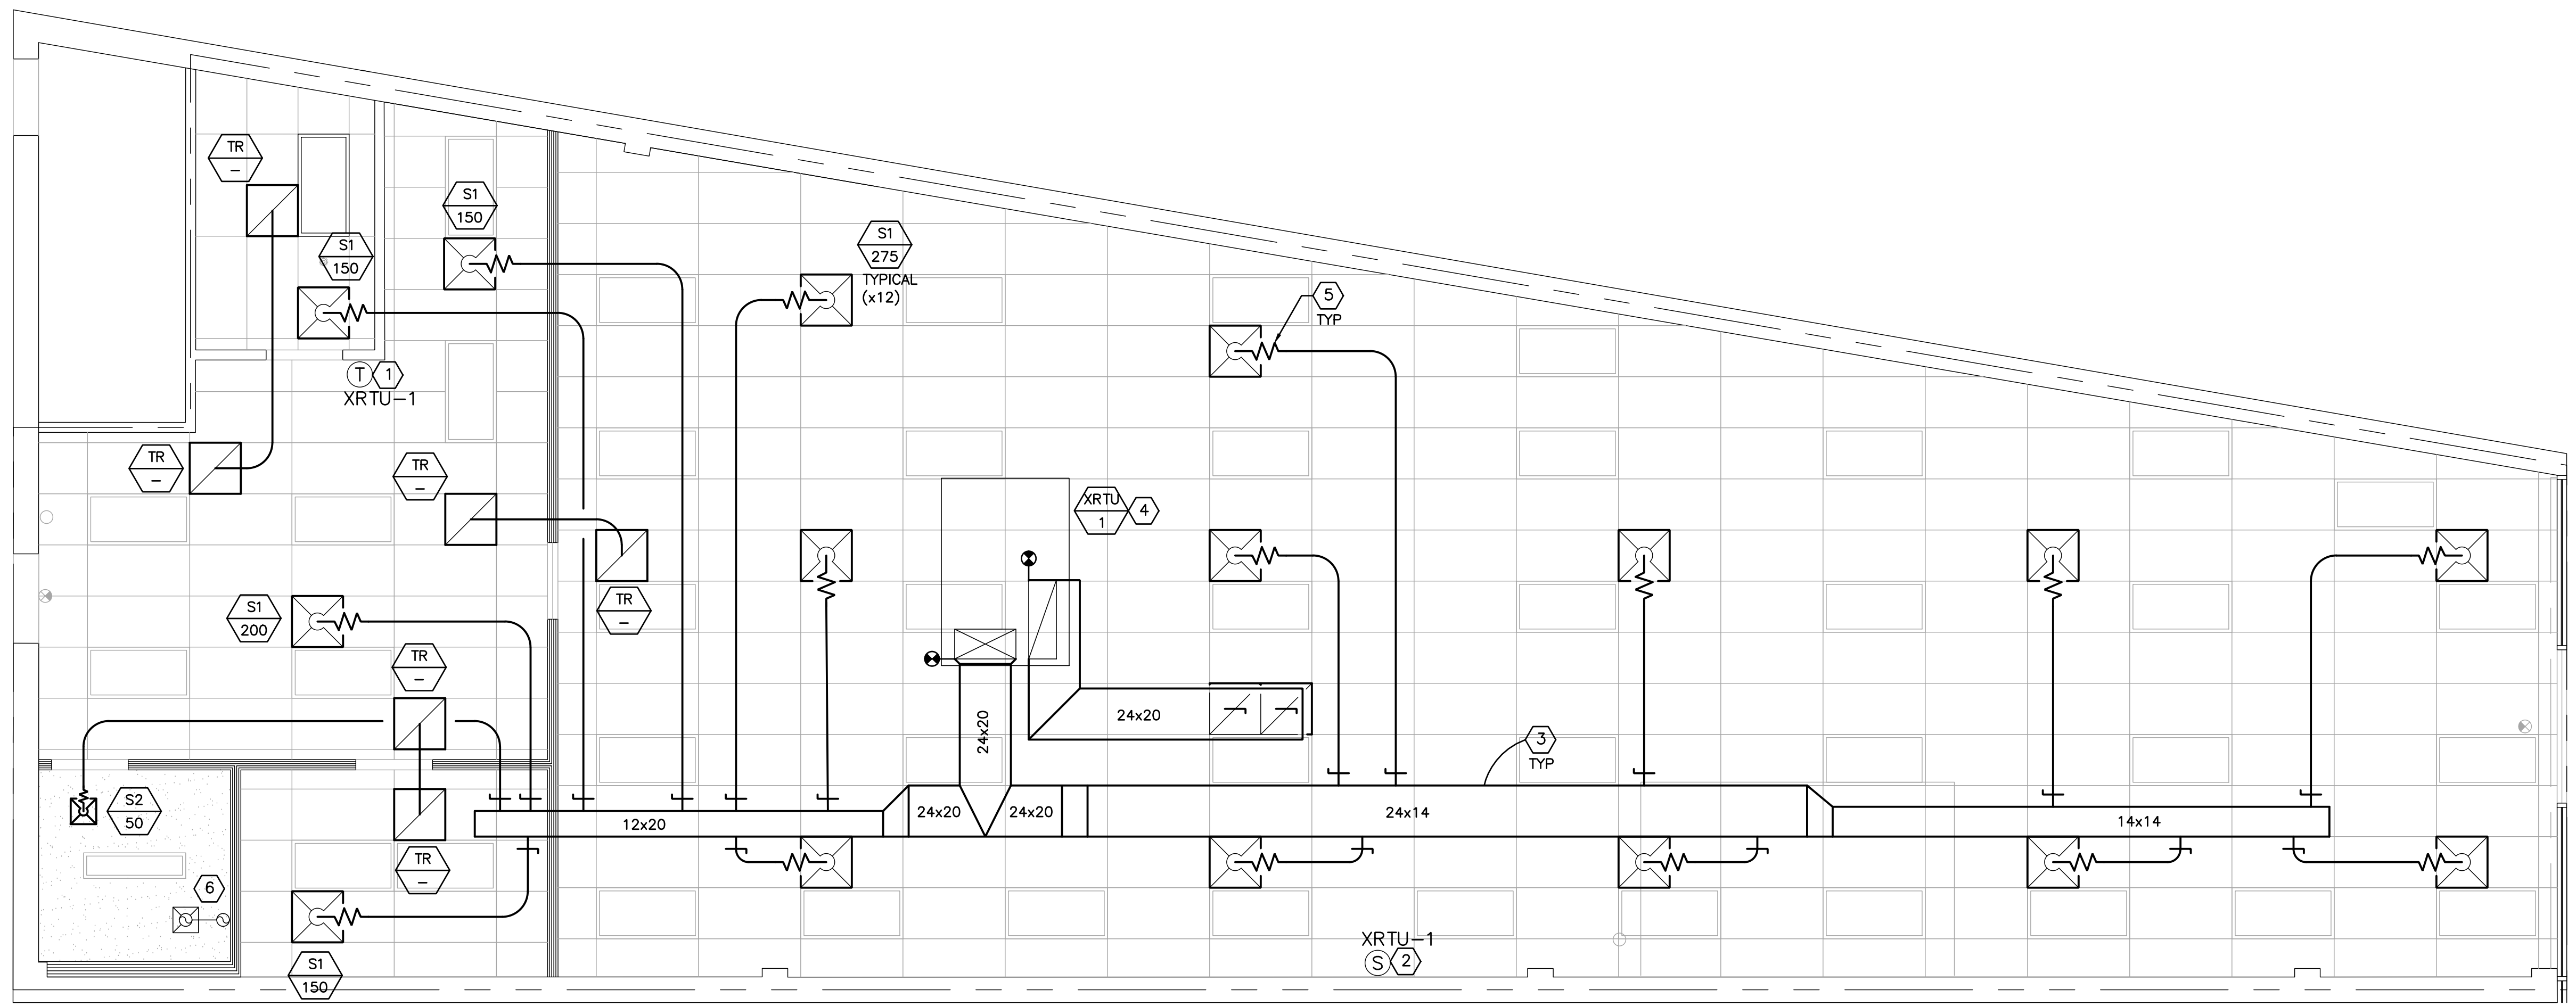 TR
–
S1
150
S1
150
S1
275
TYPICAL
(x12)
5
TYP
T
1
XRTU-1
TR
–
TR
–
XRTU
1
4
S1
200
TR
–
TR
–
24x20
24x20
3
TYP
S2
50
12x20
24x20
24x20
24x14
14x14
TR
–
6
S1
150
XRTU-1
S
2